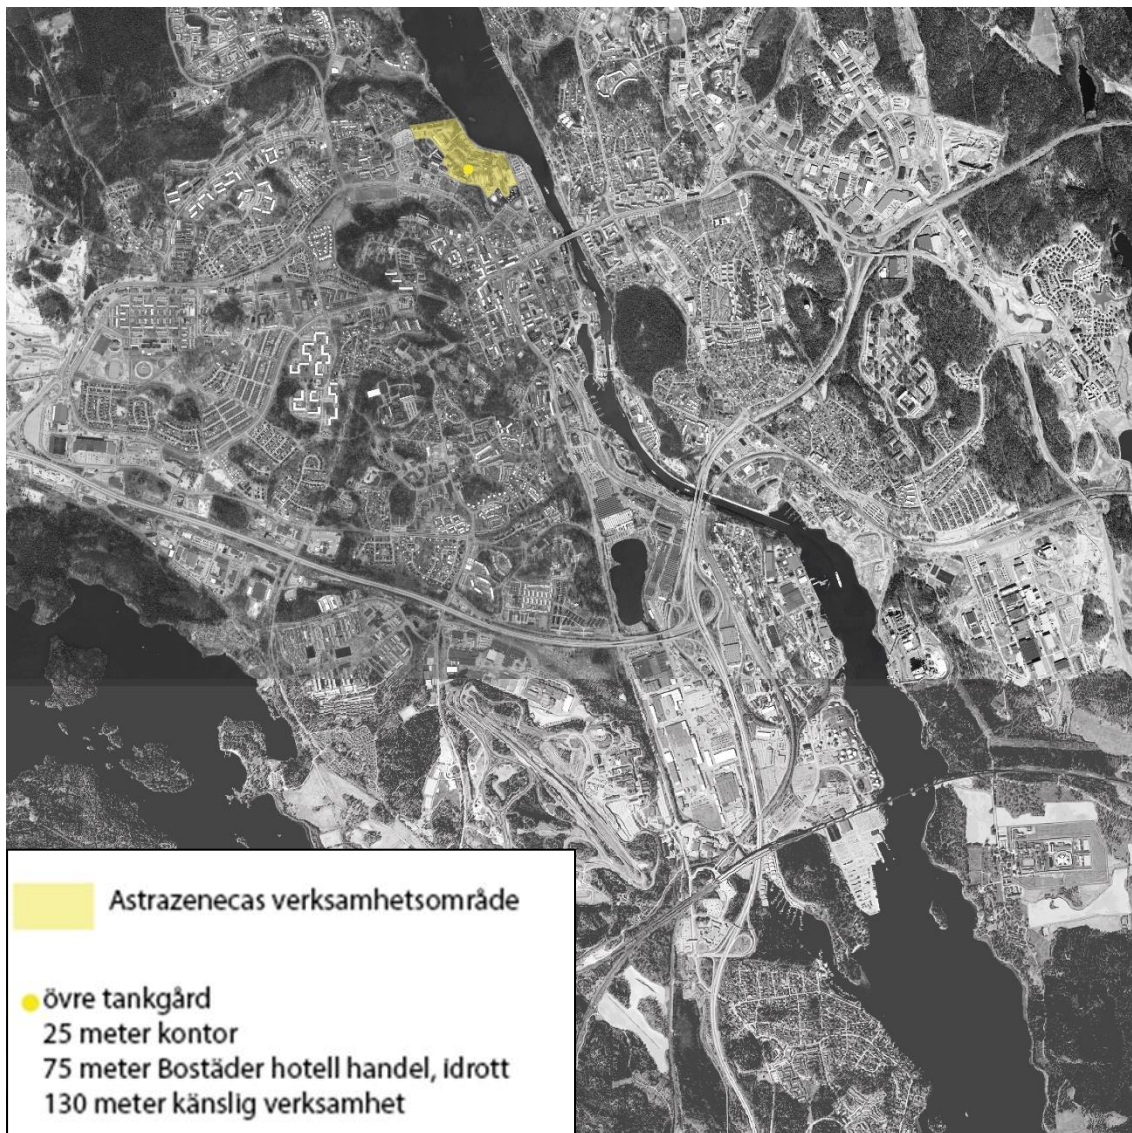 Astrazenecas verksamhetsområde
övre tankgård
25 meter kontor
75 meter Bostäder hotell handel, idrott
130 meter känslig verksamhet